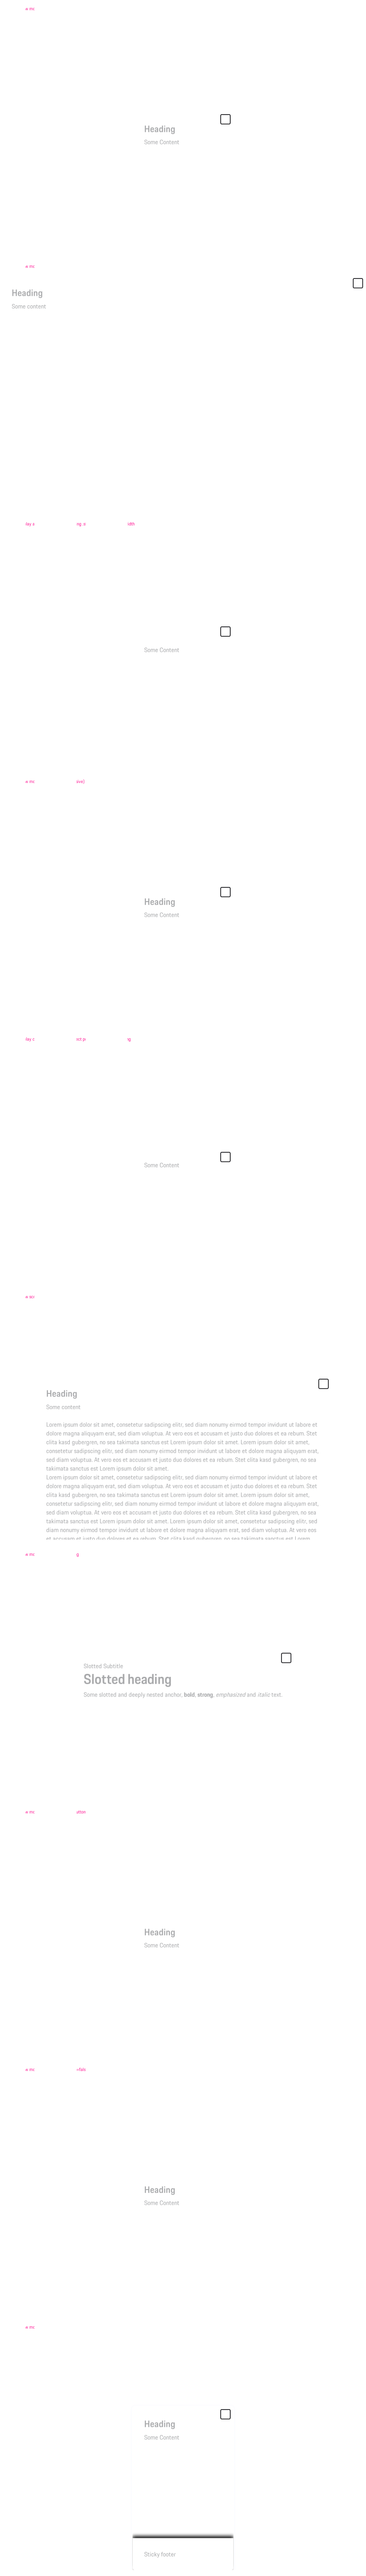 Heading
Some Content
Heading
Some content
Some Content
Heading
Some Content
Some Content
Heading
Some content
Lorem ipsum dolor sit amet, consetetur sadipscing elitr, sed diam nonumy eirmod tempor invidunt ut labore et
dolore magna aliquyam erat, sed diam voluptua. At vero eos et accusam et justo duo dolores et ea rebum. Stet
clita kasd gubergren, no sea takimata sanctus est Lorem ipsum dolor sit amet. Lorem ipsum dolor sit amet,
consetetur sadipscing elitr, sed diam nonumy eirmod tempor invidunt ut labore et dolore magna aliquyam erat,
sed diam voluptua. At vero eos et accusam et justo duo dolores et ea rebum. Stet clita kasd gubergren, no sea
takimata sanctus est Lorem ipsum dolor sit amet.
Lorem ipsum dolor sit amet, consetetur sadipscing elitr, sed diam nonumy eirmod tempor invidunt ut labore et
dolore magna aliquyam erat, sed diam voluptua. At vero eos et accusam et justo duo dolores et ea rebum. Stet
clita kasd gubergren, no sea takimata sanctus est Lorem ipsum dolor sit amet. Lorem ipsum dolor sit amet,
consetetur sadipscing elitr, sed diam nonumy eirmod tempor invidunt ut labore et dolore magna aliquyam erat,
sed diam voluptua. At vero eos et accusam et justo duo dolores et ea rebum. Stet clita kasd gubergren, no sea
takimata sanctus est Lorem ipsum dolor sit amet. Lorem ipsum dolor sit amet, consetetur sadipscing elitr, sed
diam nonumy eirmod tempor invidunt ut labore et dolore magna aliquyam erat, sed diam voluptua. At vero eos
et accusam et justo duo dolores et ea rebum. Stet clita kasd gubergren, no sea takimata sanctus est Lorem
Slotted Subtitle
Slotted heading
Some slotted and deeply nested anchor, bold, strong, emphasized and italic text.
Heading
Some Content
Heading
Some Content
Heading
Some Content
Sticky footer